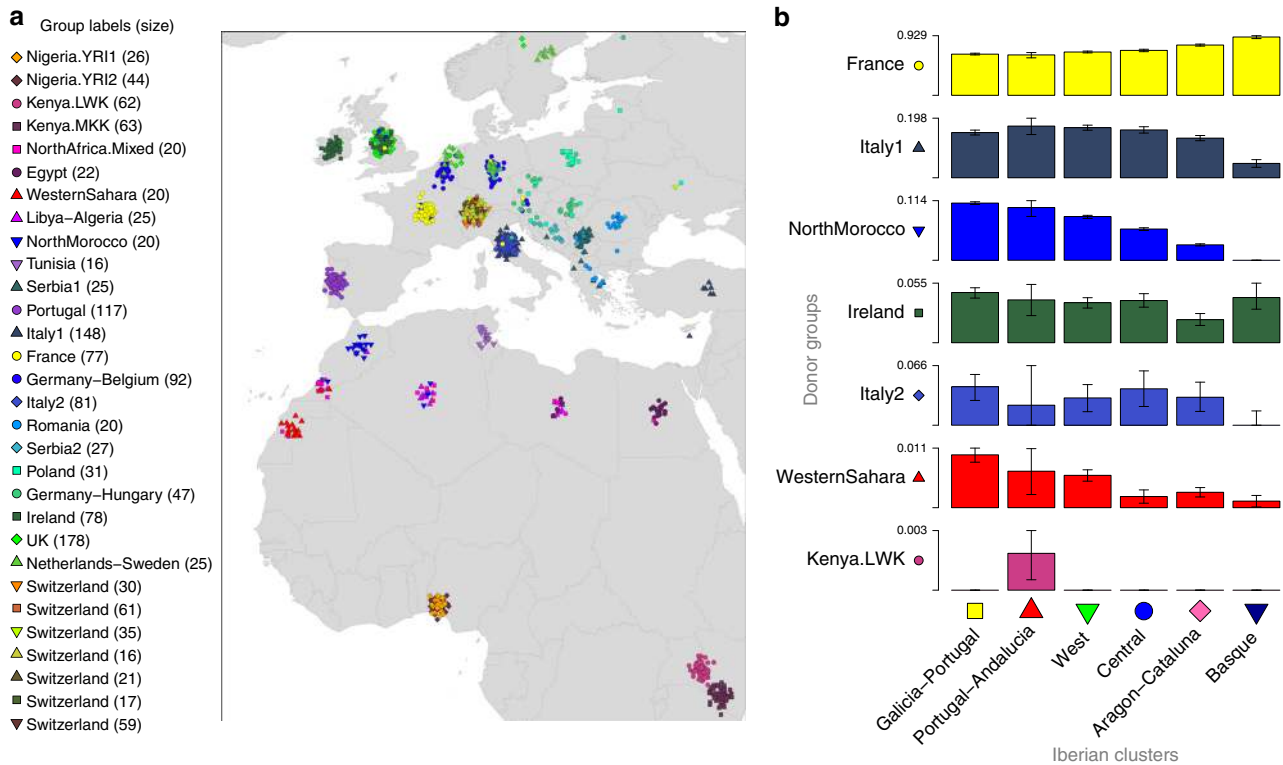 a
Group labels (size)
Nigeria.YRI1 (26)
Nigeria.YRI2 (44)
Kenya.LWK (62)
Kenya.MKK (63)
NorthAfrica.Mixed (20)
Egypt (22)
WesternSahara (20)
Libya−Algeria (25)
NorthMorocco (20)
Tunisia (16)
Serbia1 (25)
Portugal (117)
Italy1 (148)
France (77)
Germany−Belgium (92)
Italy2 (81)
Romania (20)
Serbia2 (27)
Poland (31)
Germany−Hungary (47)
Ireland (78)
UK (178)
Netherlands−Sweden (25)
Switzerland (30)
Switzerland (61)
Switzerland (35)
Switzerland (16)
Switzerland (21)
Switzerland (17)
Switzerland (59)
b
Donor groups
0.929
France
0.198
Italy1
0.114
NorthMorocco
0.055
Ireland
0.066
Italy2
0.011
WesternSahara
0.003
Kenya.LWK
Galicia−Portugal
Portugal−Andalucia
West
Central
Aragon−Cataluna
Basque
Iberian clusters